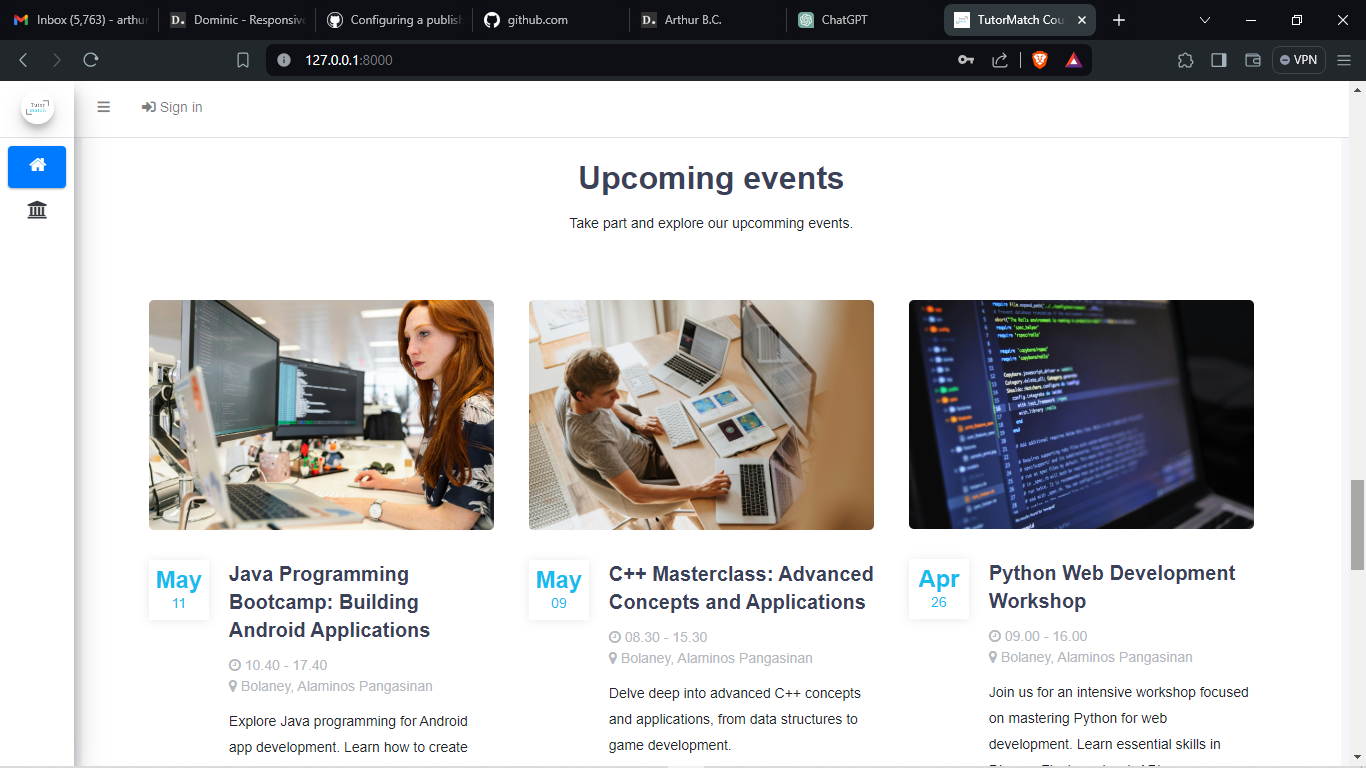 Inbox (5,763) - arthur
Dominic - Responsive
Configuring a publish
github.com
Arthur B.C.
ChatGPT
TutorMatch Cou
127.0.0.1:8000
VPN
Tutor
Match
Sign in
Upcoming events
Take part and explore our upcomming events.
May
11
Java Programming
Bootcamp: Building
Android Applications
10.40 - 17.40
Bolaney, Alaminos Pangasinan
Explore Java programming for Android
app development. Learn how to create
May
09
C++ Masterclass: Advanced
Concepts and Applications
08.30 - 15.30
Bolaney, Alaminos Pangasinan
Delve deep into advanced C++ concepts
and applications, from data structures to
game development.
Apr
26
Python Web Development
Workshop
09.00 - 16.00
Bolaney, Alaminos Pangasinan
Join us for an intensive workshop focused
on mastering Python for web
development. Learn essential skills in